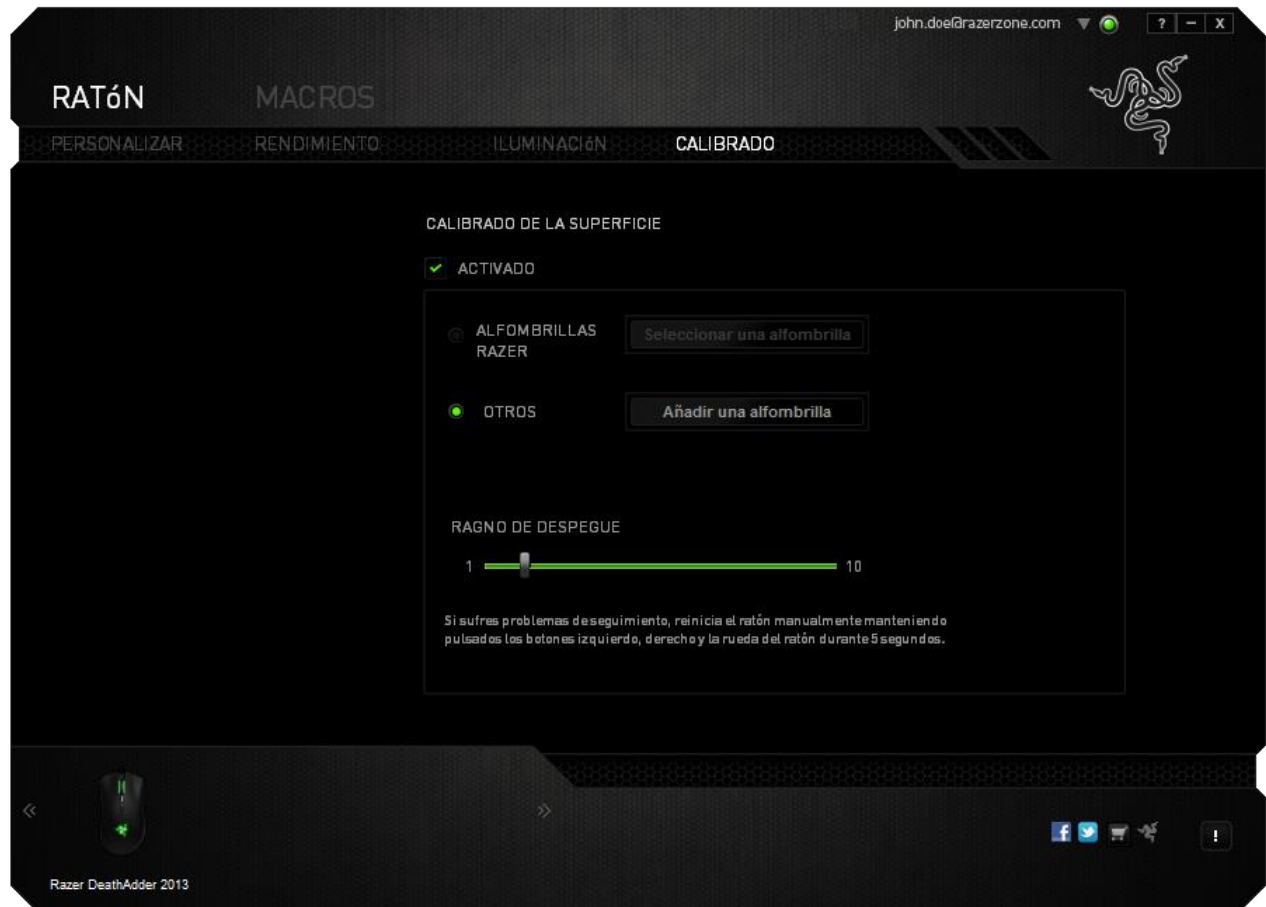 john.doe@razerzone.com
? – X
RATóN MACROS
PERSONALIZAR RENDIMIENTO ILUMINACIóN CALIBRADO
CALIBRADO DE LA SUPERFICIE
ACTIVADO
ALFOMBRILLAS
RAZER
Seleccionar una alfombrilla
OTROS
Añadir una alfombrilla
RAGNO DE DESPEGUE
1 10
Si sufres problemas de seguimiento, reinicia el ratón manualmente manteniendo
pulsados los botones izquierdo, derecho y la rueda del ratón durante 5 segundos.
Razer DeathAdder 2013